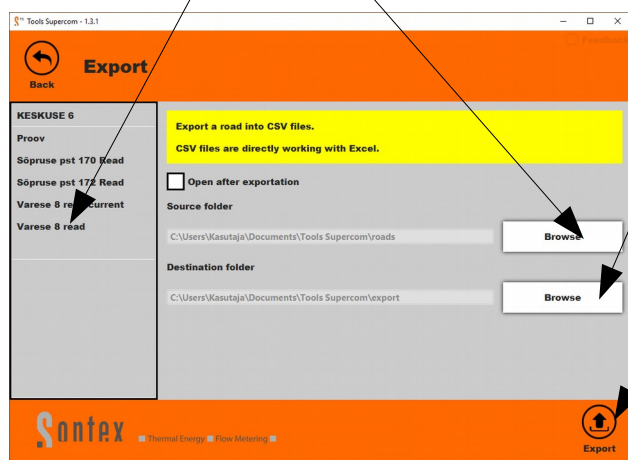 Tools Supercom - 1.3.1
Feedback
Export
Back
KESKUSE 6
Proov
Sõpruse pst 170 Read
Sõpruse pst 172 Read
Varese 8 current
Varese 8 read
Export a road into CSV files.
CSV files are directly working with Excel.
Open after exportation
Source folder
C:\Users\Kasutaja\Documents\Tools Supercom\roads
Browse
Destination folder
C:\Users\Kasutaja\Documents\Tools Supercom\export
Browse
Sontex
Thermal Energy Flow Metering
Export